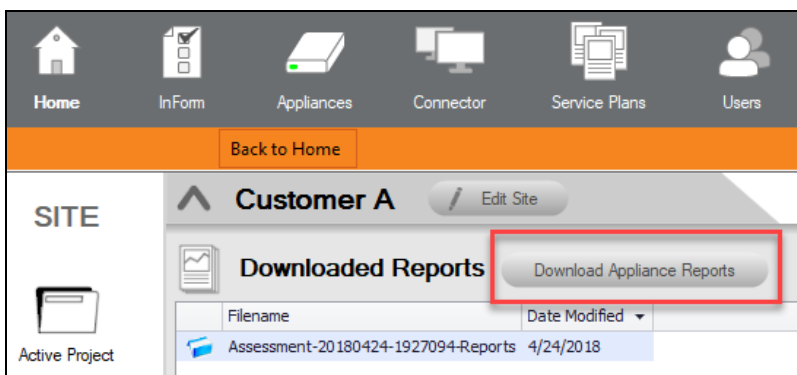 Home InForm Appliances Connector Service Plans Users
Back to Home
SITE
Customer A Edit Site
Downloaded Reports Download Appliance Reports
Filename Date Modified
Assessment-20180424-1927094-Reports 4/24/2018
Active Project